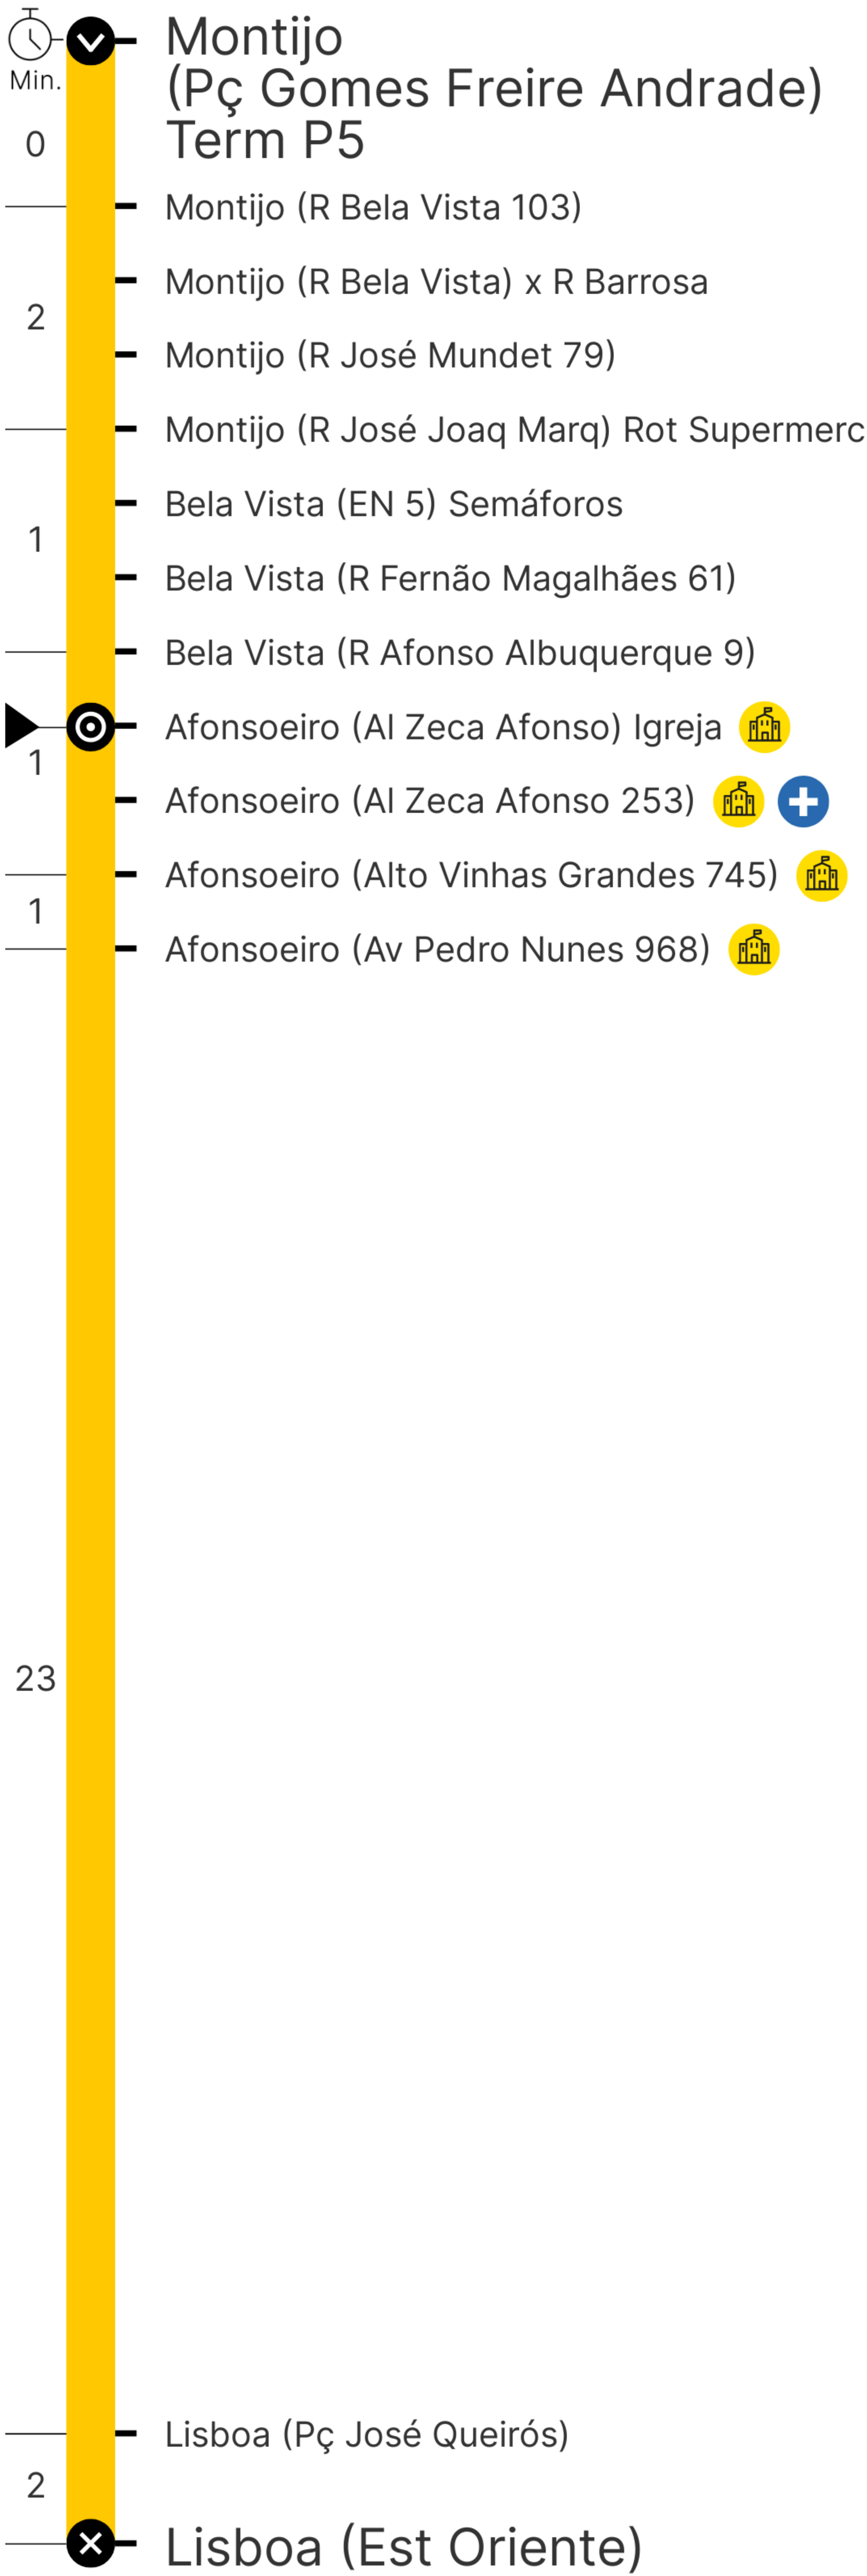 Min.
Montijo
(Pç Gomes Freire Andrade)
Term P5
0
Montijo (R Bela Vista 103)
Montijo (R Bela Vista) x R Barrosa
2
Montijo (R José Mundet 79)
Montijo (R José Joaq Marq) Rot Supermerc
Bela Vista (EN 5) Semáforos
1
Bela Vista (R Fernão Magalhães 61)
Bela Vista (R Afonso Albuquerque 9)
Afonsoeiro (Al Zeca Afonso) Igreja
1
Afonsoeiro (Al Zeca Afonso 253)
Afonsoeiro (Alto Vinhas Grandes 745)
1
Afonsoeiro (Av Pedro Nunes 968)
23
Lisboa (Pç José Queirós)
2
Lisboa (Est Oriente)